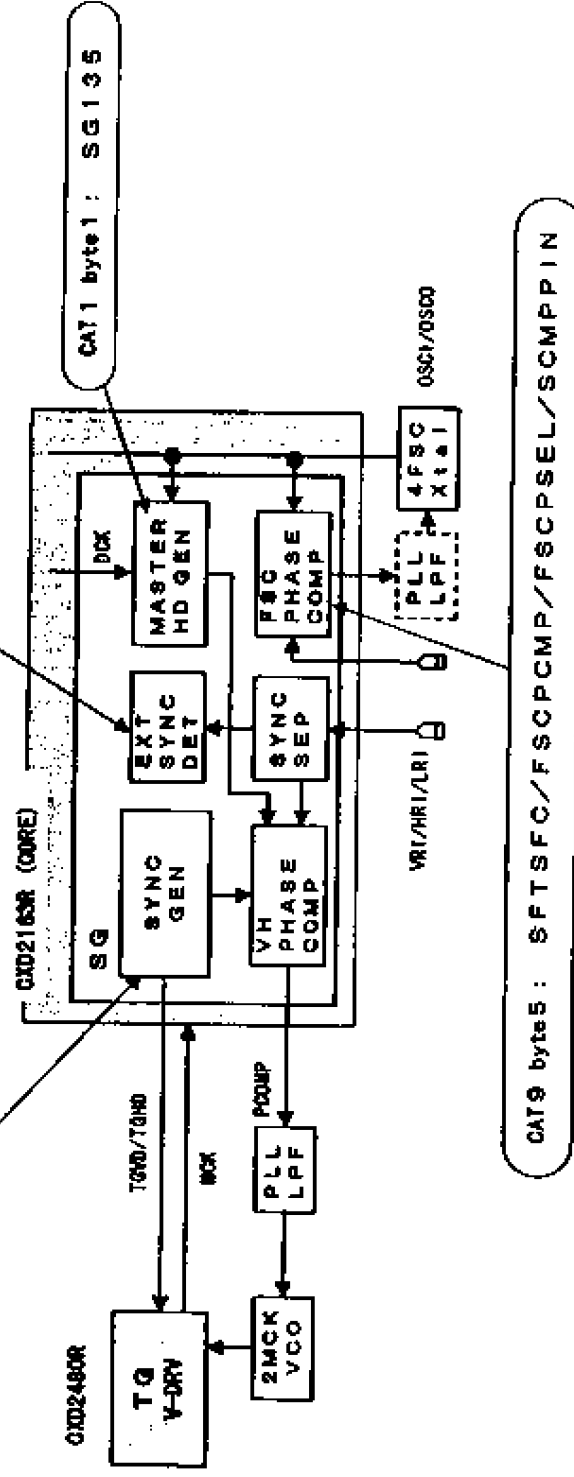 CAT1 byte1 : SG135
CXD2163R (CORE)
DCK
MASTER
HD GEN
EXT
SYNC
DET
SYNC
GEN
SG
FSC
PHASE
COMP
SYNC
SEP
VH
PHASE
COMP
4FSC
Xtal
OSCI/OSCO
PLL
LPF
VRI/HRI/LRI
TGVD/TGHD
MCK
PCOMP
PLL
LPF
CXD2480R
TG
V-DRV
2MCK
VCO
CAT9 byte5 : SFTSFC/FSCPCMP/FSCPSEL/SCMPPIN